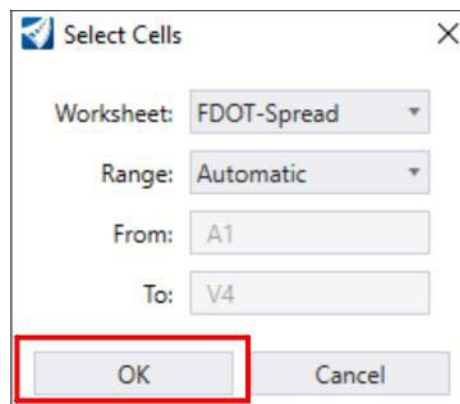 Select Cells
Worksheet: FDOT-Spread
Range: Automatic
From: A1
To: V4
OK Cancel